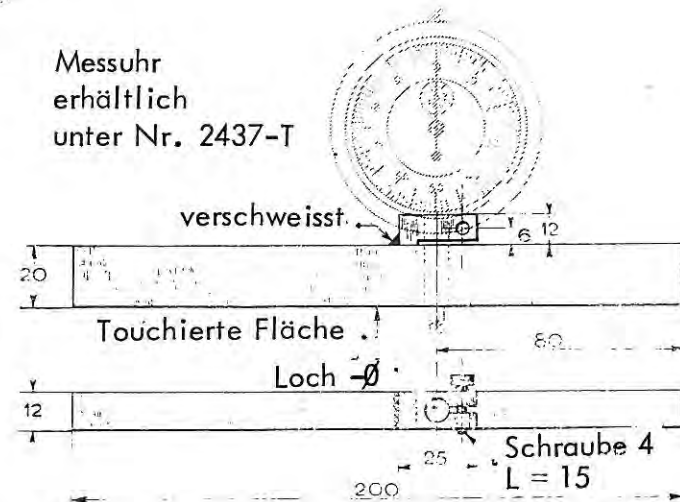 Messuhr
erhältlich
unter Nr. 2437-T
verschweisst
6
12
20
Touchierte Fläche
80
Loch -Ø
12
25
Schraube 4
L = 15
200